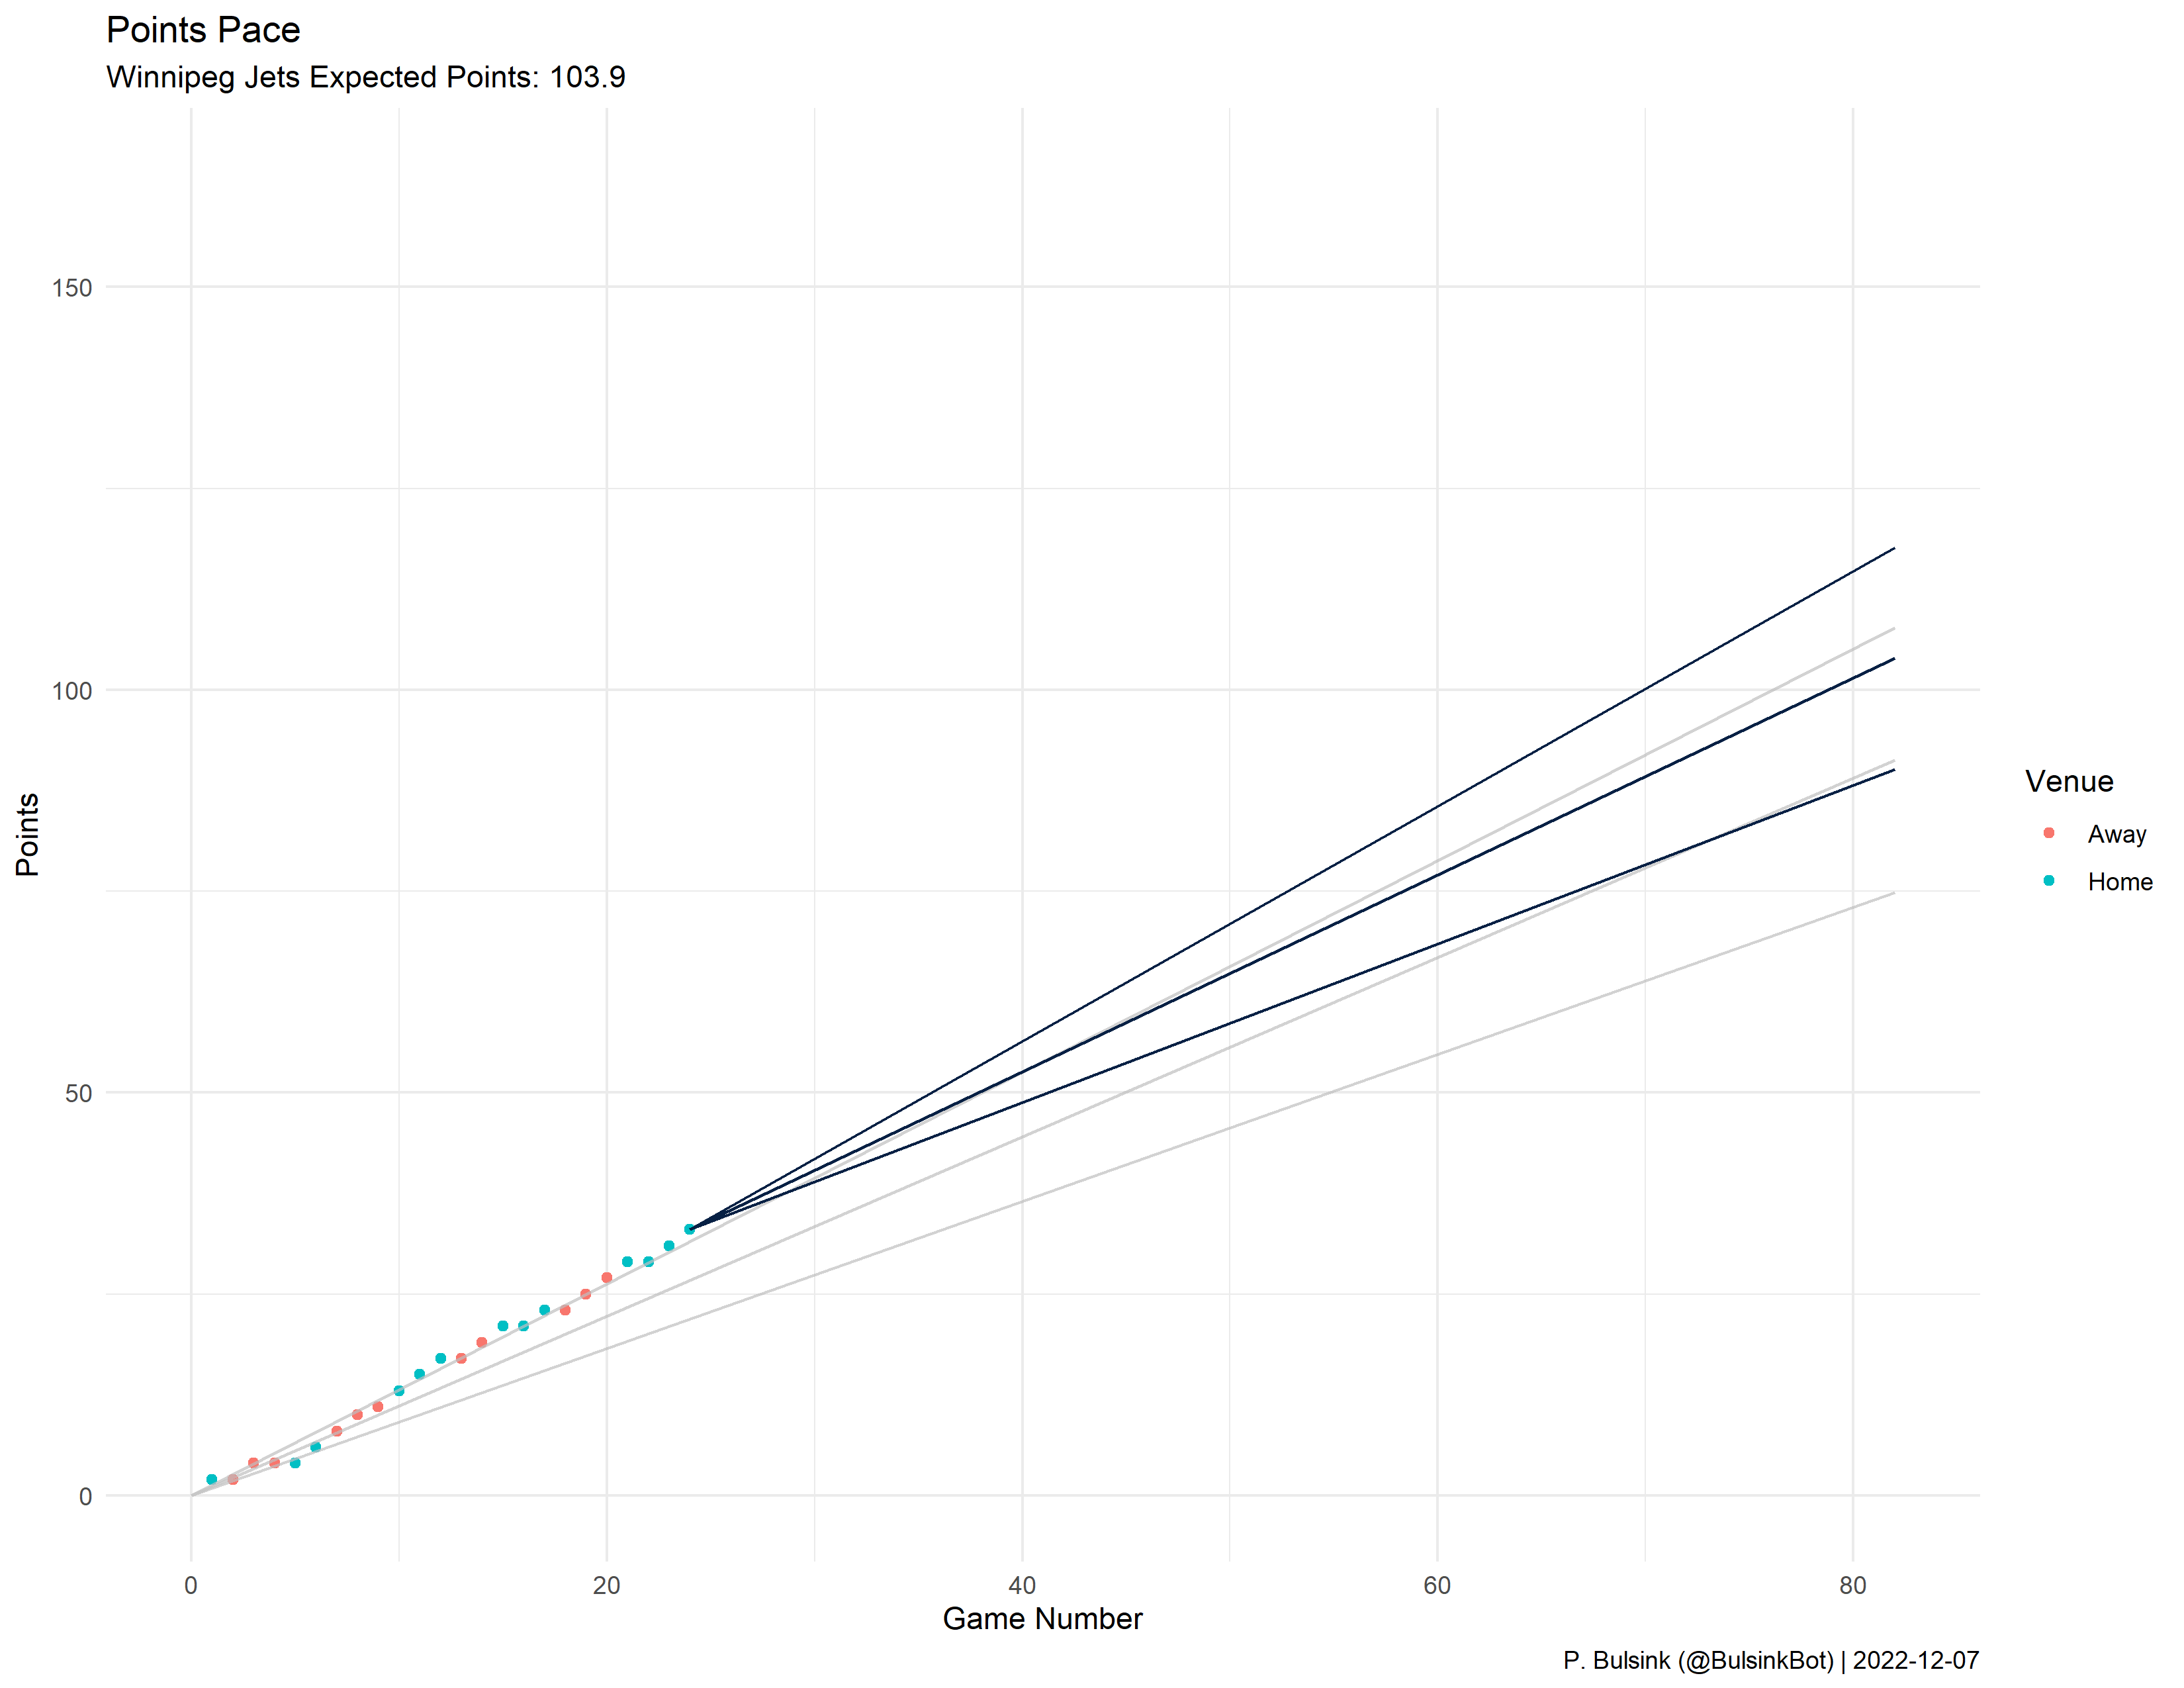 Points Pace
Winnipeg Jets Expected Points: 103.9
150
100
50
0
Points
0 20 40 60 80
Game Number
Venue
Away
Home
P. Bulsink (@BulsinkBot) | 2022-12-07